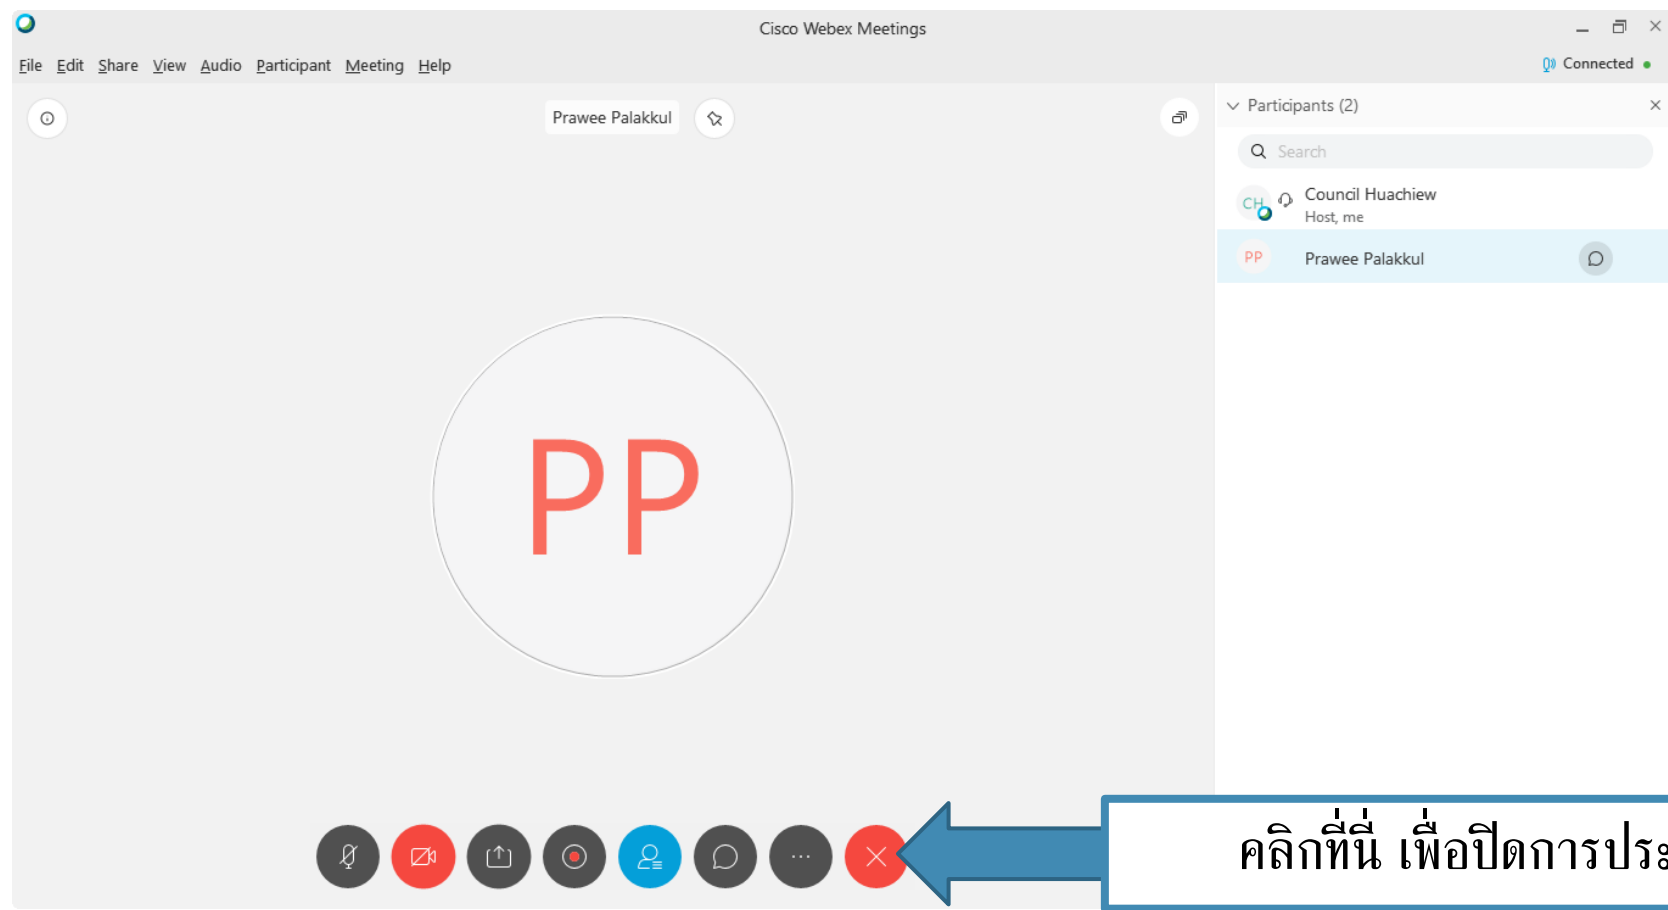 Cisco Webex Meetings
File Edit Share View Audio Participant Meeting Help
Connected
Prawee Palakkul
Participants (2)
Search
CH
Council Huachiew
Host, me
PP
Prawee Palakkul
PP
คลิกที่นี่ เพื่อปิดการประ